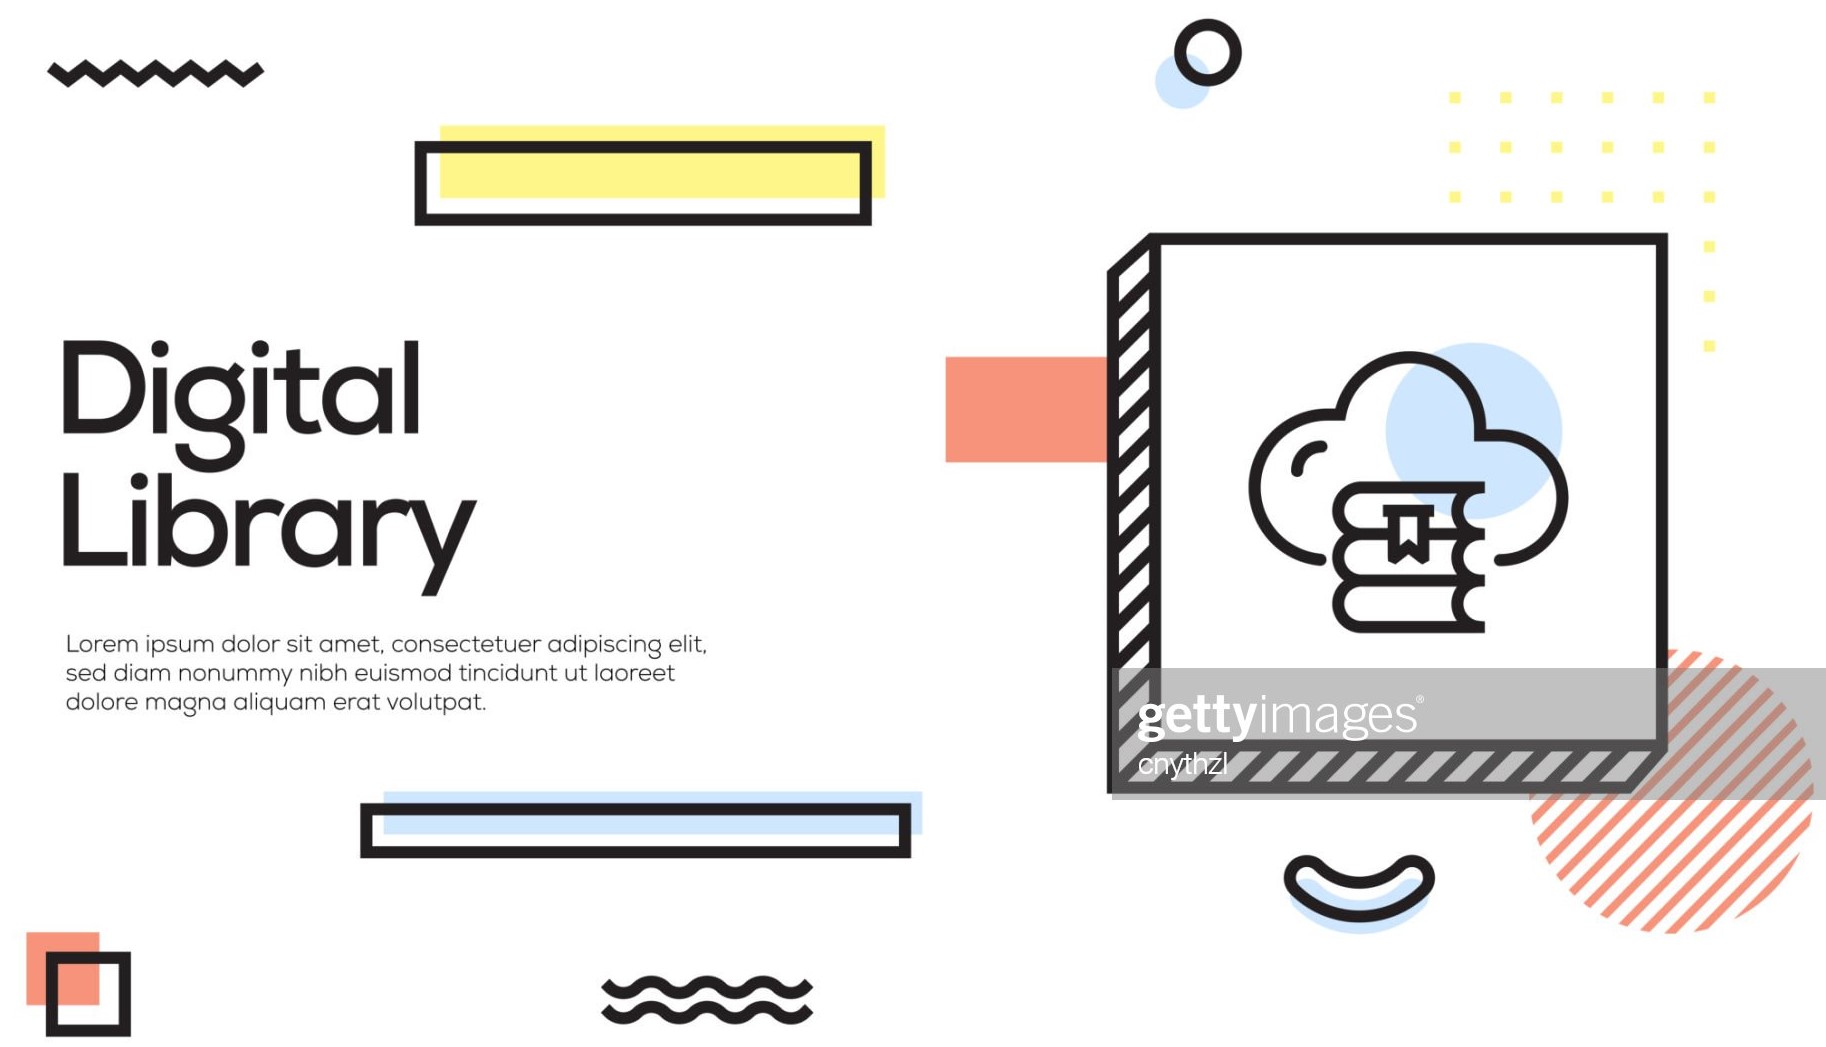 Digital
Library
Lorem ipsum dolor sit amet, consectetuer adipiscing elit,
sed diam nonummy nibh euismod tincidunt ut laoreet
dolore magna aliquam erat volutpat.
gettyimages®
cnythzl